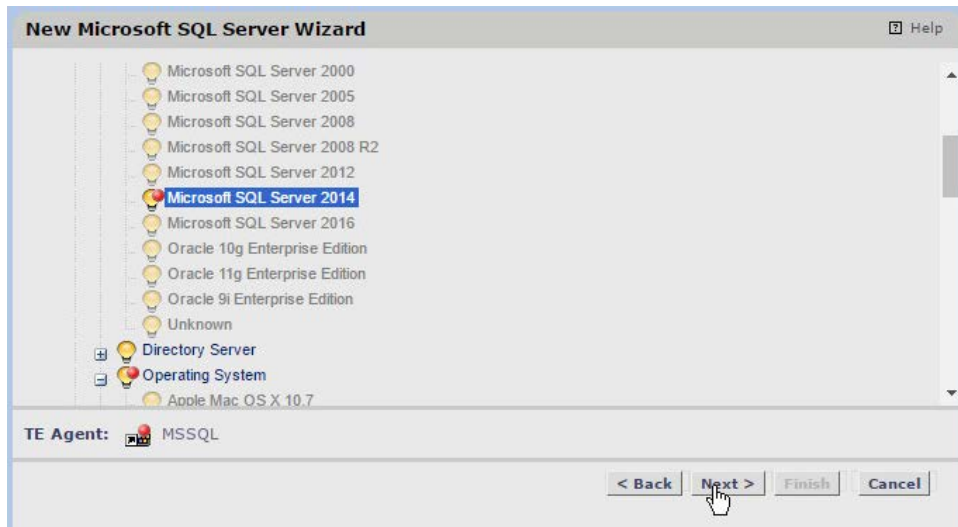 New Microsoft SQL Server Wizard
? Help
Microsoft SQL Server 2000
Microsoft SQL Server 2005
Microsoft SQL Server 2008
Microsoft SQL Server 2008 R2
Microsoft SQL Server 2012
Microsoft SQL Server 2014
Microsoft SQL Server 2016
Oracle 10g Enterprise Edition
Oracle 11g Enterprise Edition
Oracle 9i Enterprise Edition
Unknown
Directory Server
Operating System
Apple Mac OS X 10.7
TE Agent: MSSQL
< Back Next > Finish Cancel